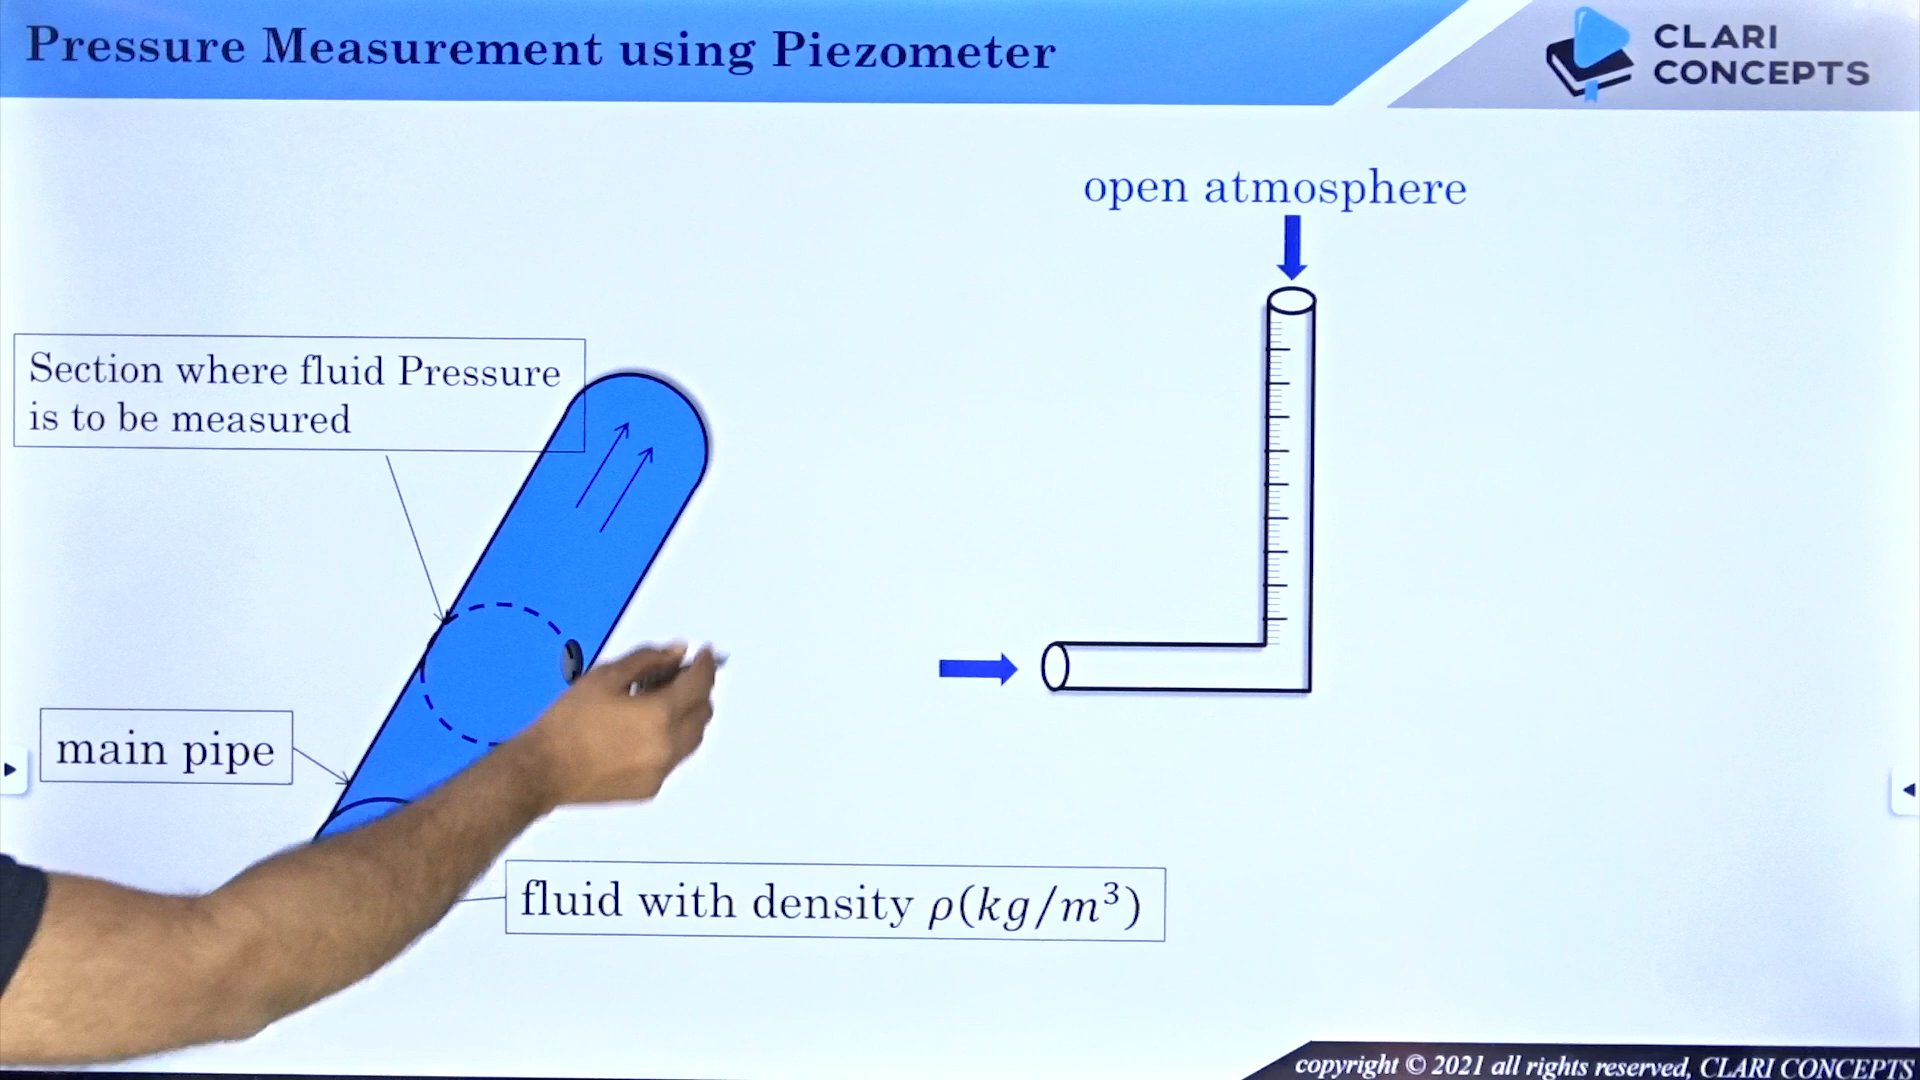 Pressure Measurement using Piezometer
CLARI
CONCEPTS
open atmosphere
Section where fluid Pressure
is to be measured
main pipe
fluid with density ρ(kg/m³)
copyright © 2021 all rights reserved, CLARI CONCEPTS